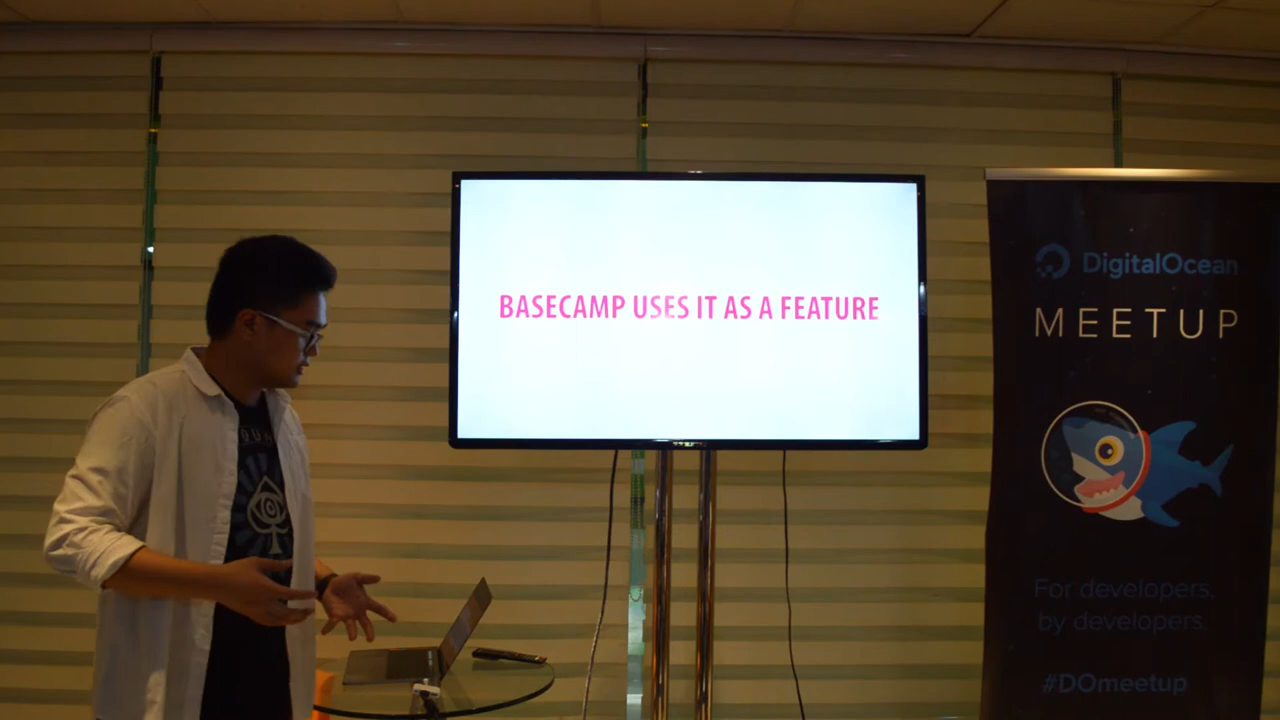 BASECAMP USES IT AS A FEATURE
DigitalOcean
MEETUP
For developers,
by developers.
#DOmeetup